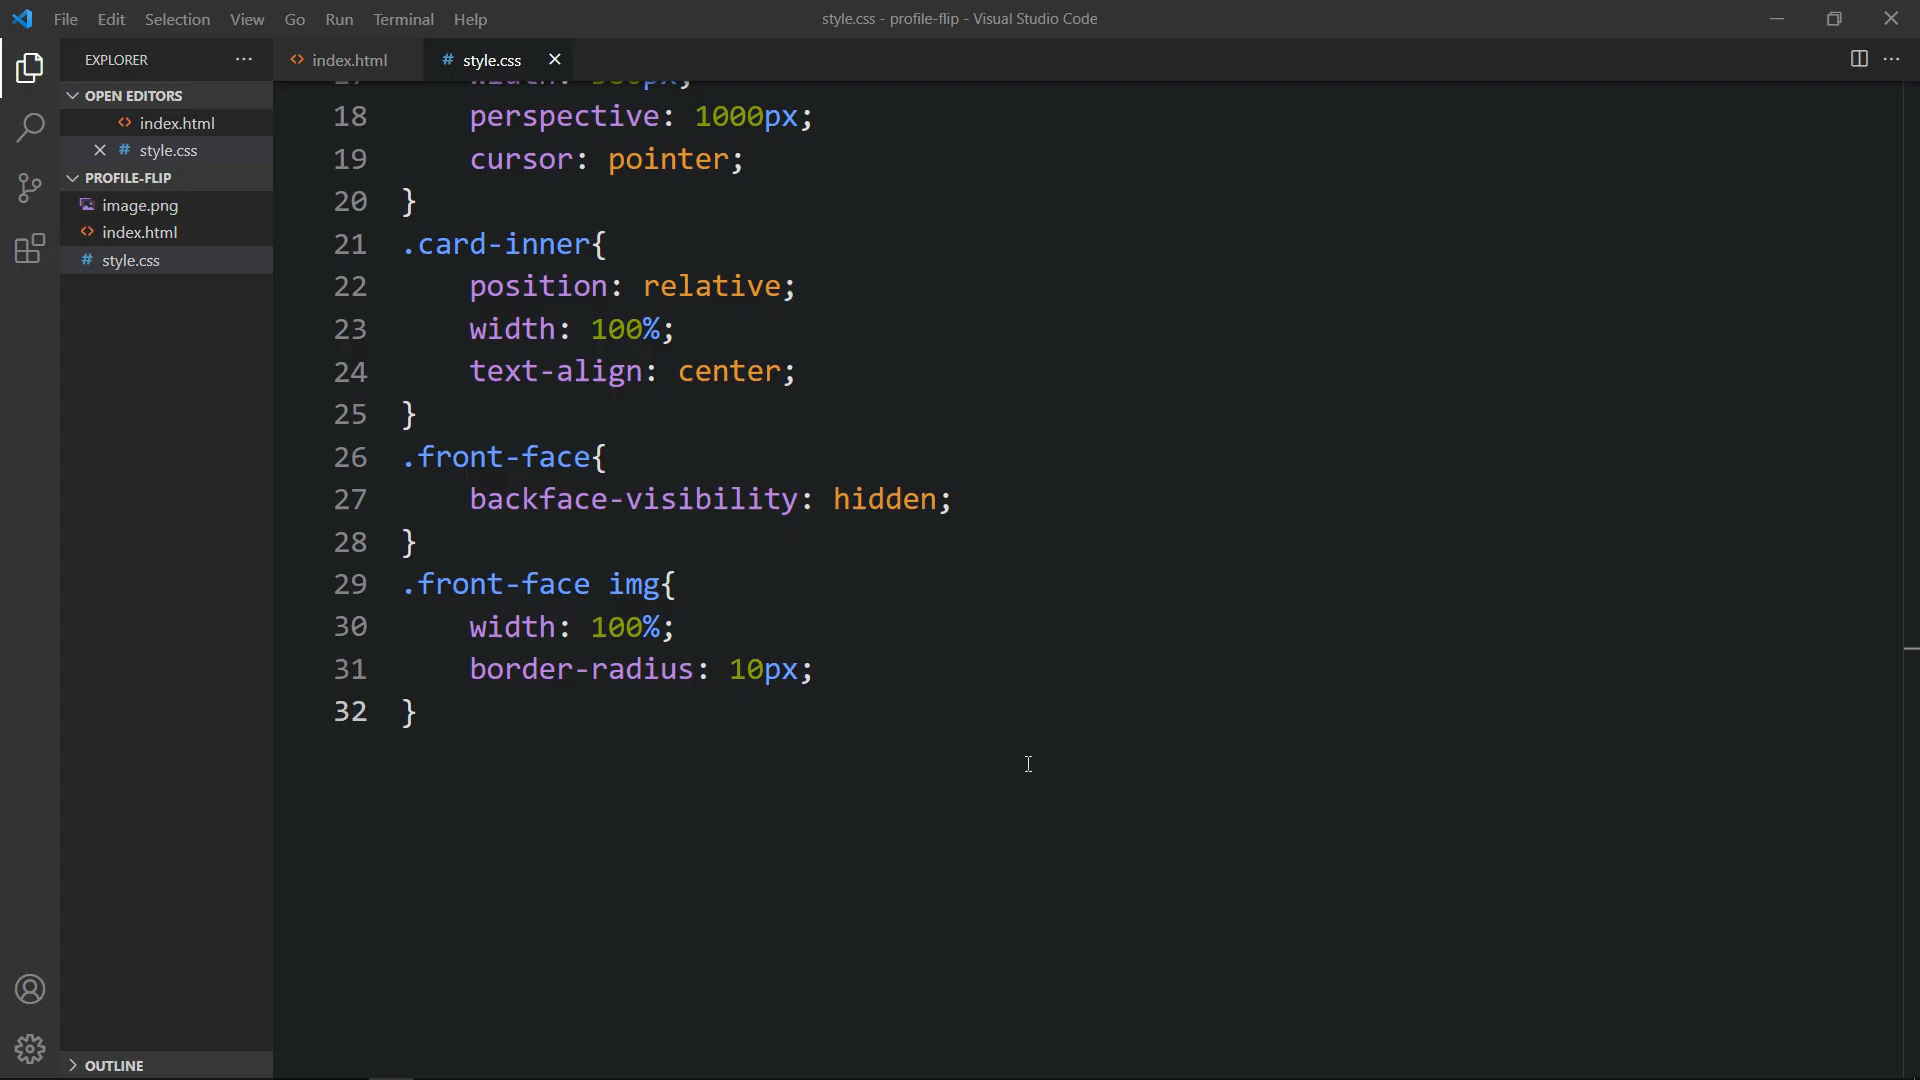 File Edit Selection View Go Run Terminal Help
style.css - profile-flip - Visual Studio Code
EXPLORER
index.html
# style.css
OPEN EDITORS
index.html
# style.css
PROFILE-FLIP
image.png
index.html
# style.css
OUTLINE
18 perspective: 1000px;
19 cursor: pointer;
20 }
21 .card-inner{
22 position: relative;
23 width: 100%;
24 text-align: center;
25 }
26 .front-face{
27 backface-visibility: hidden;
28 }
29 .front-face img{
30 width: 100%;
31 border-radius: 10px;
32 }